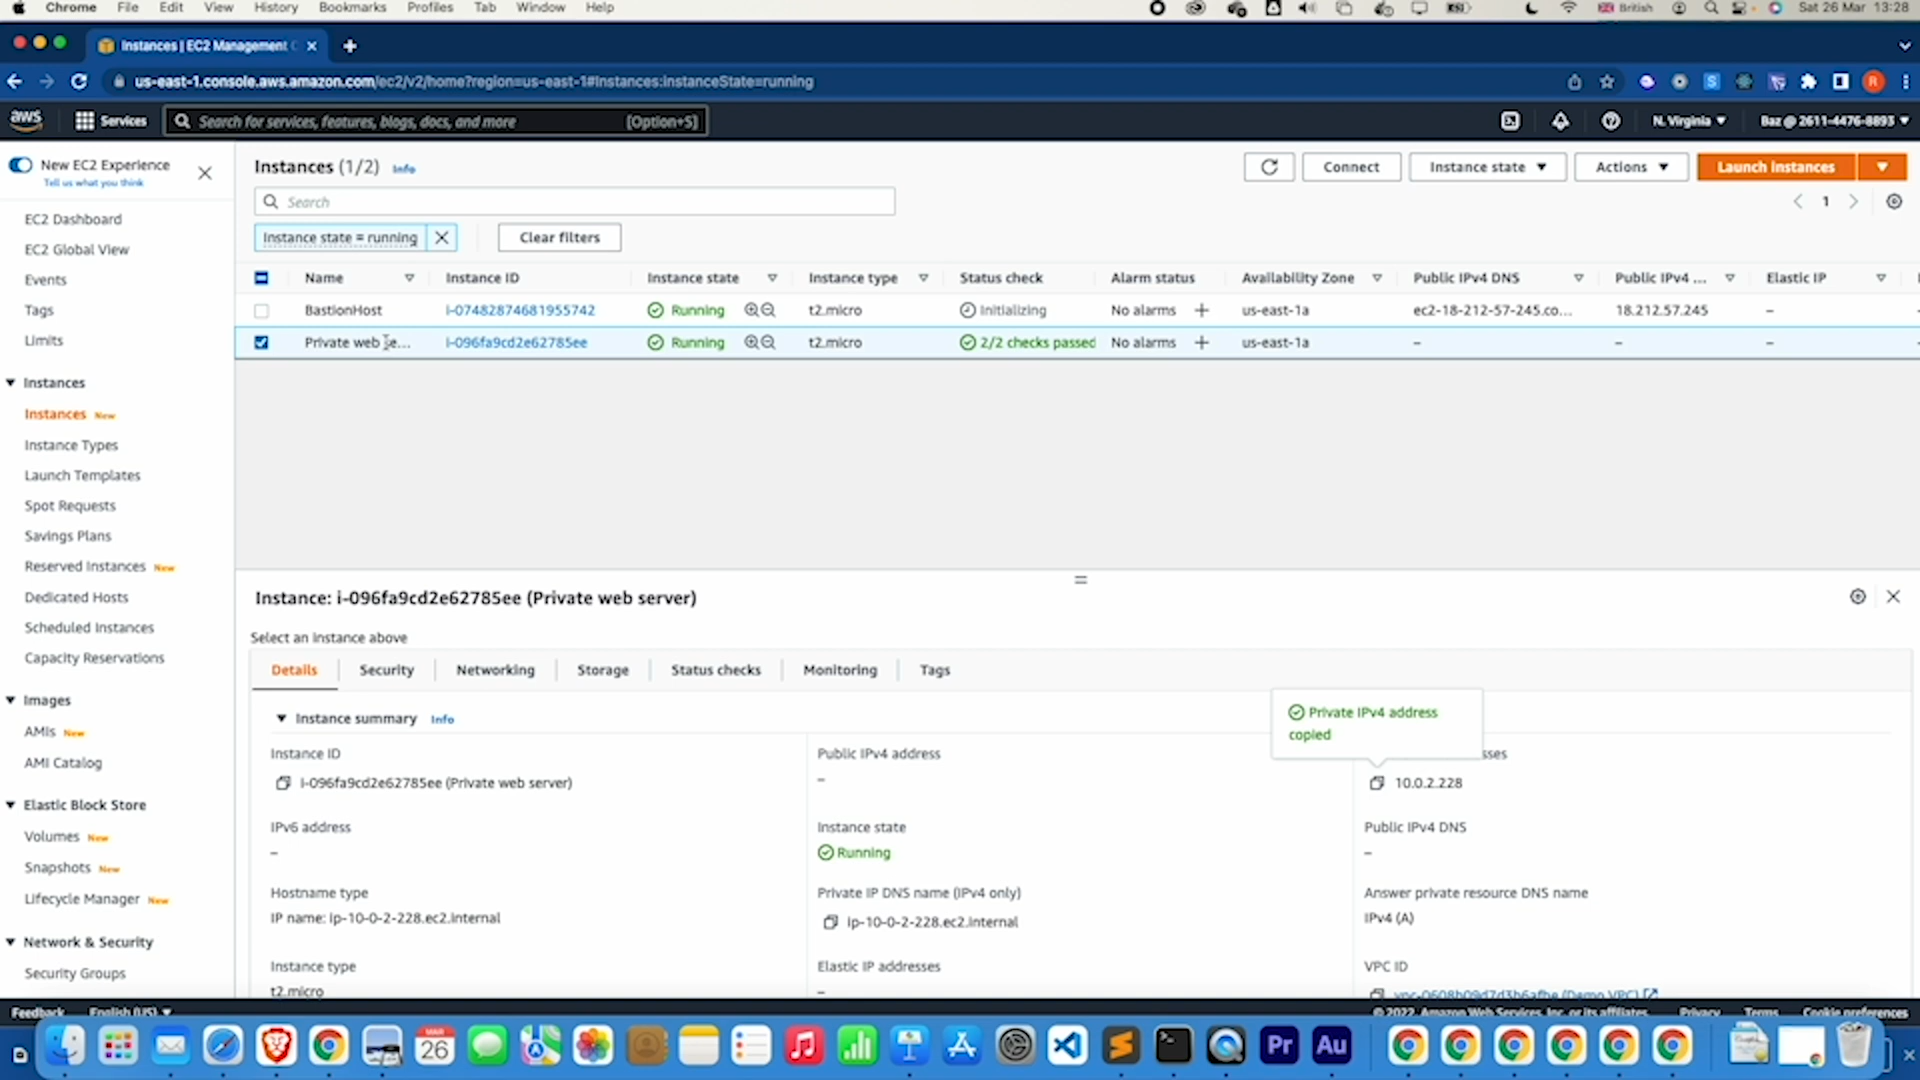 Chrome File Edit View History Bookmarks Profiles Tab Window Help British Sat 26 Mar 13:28
Instances | EC2 Management C
us-east-1.console.aws.amazon.com/ec2/v2/home?region=us-east-1#Instances:instanceState=running
aws Services Search for services, features, blogs, docs, and more [Option+S] N. Virginia Baz @ 2611-4476-8893
New EC2 Experience
Tell us what you think
EC2 Dashboard
EC2 Global View
Events
Tags
Limits
Instances
Instances New
Instance Types
Launch Templates
Spot Requests
Savings Plans
Reserved Instances New
Dedicated Hosts
Scheduled Instances
Capacity Reservations
Images
AMIs New
AMI Catalog
Elastic Block Store
Volumes New
Snapshots New
Lifecycle Manager New
Network & Security
Security Groups
Instances (1/2) Info Connect Instance state Actions Launch instances
Search 1
Instance state = running Clear filters
Name Instance ID Instance state Instance type Status check Alarm status Availability Zone Public IPv4 DNS Public IPv4 ... Elastic IP
BastionHost i-07482874681955742 Running t2.micro Initializing No alarms + us-east-1a ec2-18-212-57-245.co... 18.212.57.245 –
Private web se... i-096fa9cd2e62785ee Running t2.micro 2/2 checks passed No alarms + us-east-1a – – –
Instance: i-096fa9cd2e62785ee (Private web server)
Select an instance above
Details Security Networking Storage Status checks Monitoring Tags
Private IPv4 address
copied
Instance summary Info
Instance ID Public IPv4 address sses
i-096fa9cd2e62785ee (Private web server) – 10.0.2.228
IPv6 address Instance state Public IPv4 DNS
– Running –
Hostname type Private IP DNS name (IPv4 only) Answer private resource DNS name
IP name: ip-10-0-2-228.ec2.internal ip-10-0-2-228.ec2.internal IPv4 (A)
Instance type Elastic IP addresses VPC ID
t2.micro – vpc-0608b09d7d3b6afbe (Demo VPC)
Feedback English (US) © 2022, Amazon Web Services, Inc. or its affiliates. Privacy Terms Cookie preferences
MAR
26
Pr
Au